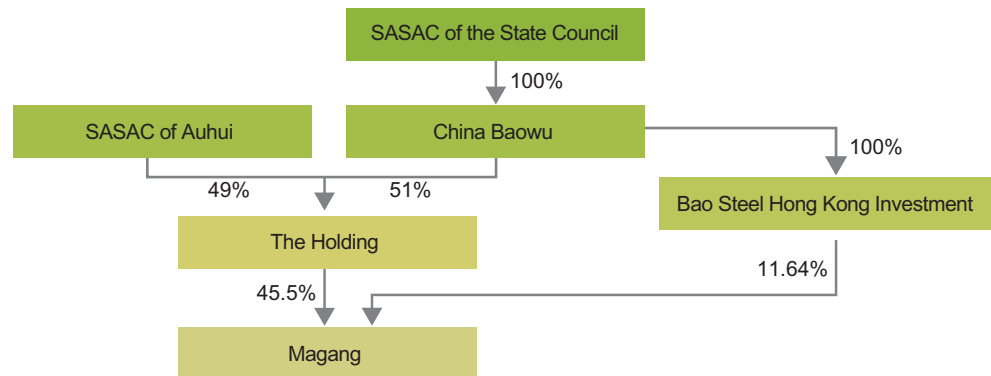 SASAC of the State Council
100%
SASAC of Auhui
China Baowu
100%
49%
51%
Bao Steel Hong Kong Investment
The Holding
11.64%
45.5%
Magang